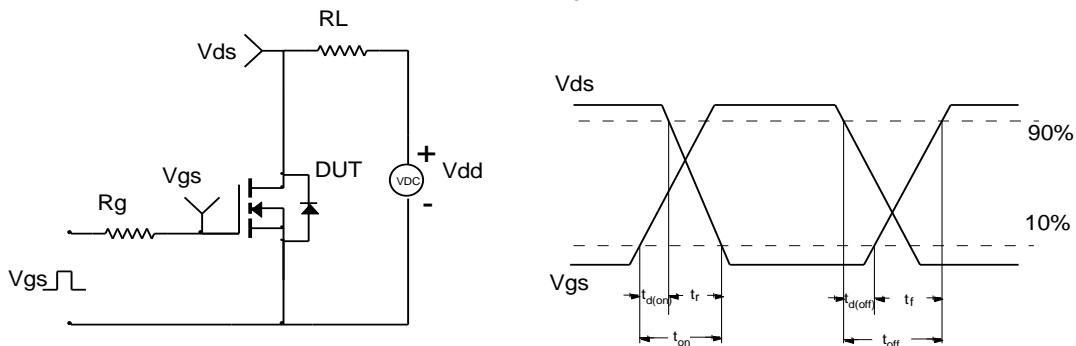 RL
Vds
+
VDC
Vdd
-
DUT
Vgs
Rg
Vgs
Vds
90%
10%
Vgs
td(on)
tr
ton
td(off)
tf
toff